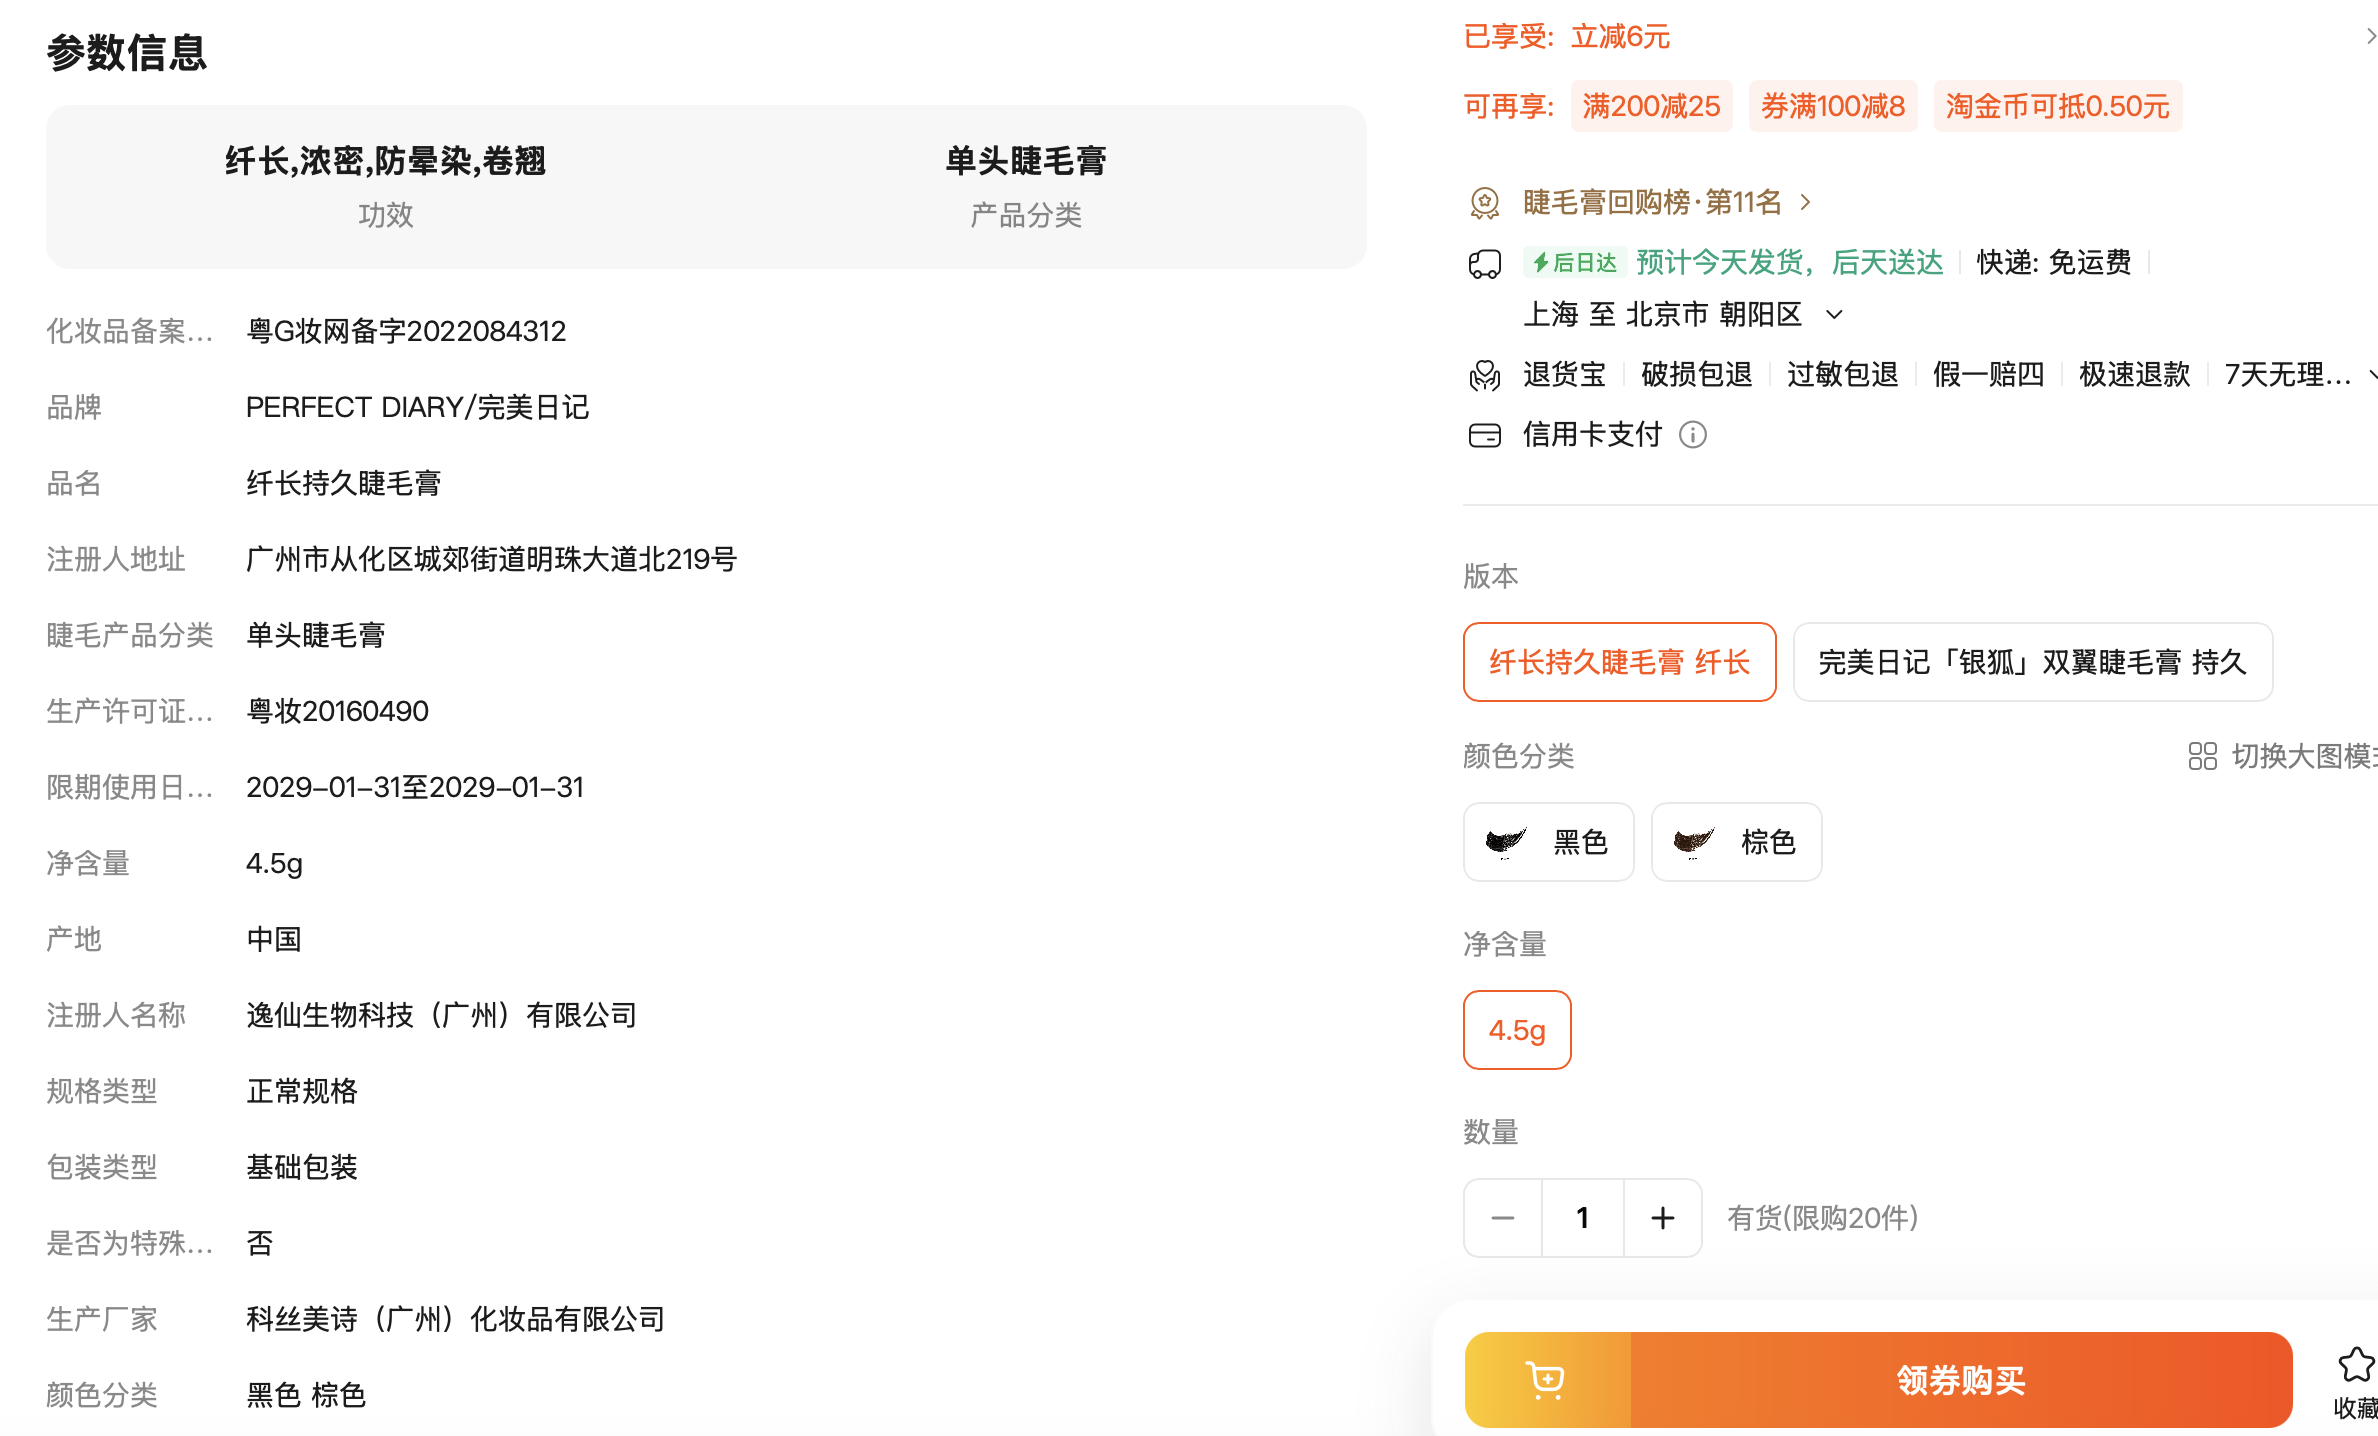 参数信息
纤长,浓密,防晕染,卷翘
功效
单头睫毛膏
产品分类
化妆品备案... 粤G妆网备字2022084312
品牌 PERFECT DIARY/完美日记
品名 纤长持久睫毛膏
注册人地址 广州市从化区城郊街道明珠大道北219号
睫毛产品分类 单头睫毛膏
生产许可证... 粤妆20160490
限期使用日... 2029-01-31至2029-01-31
净含量 4.5g
产地 中国
注册人名称 逸仙生物科技（广州）有限公司
规格类型 正常规格
包装类型 基础包装
是否为特殊... 否
生产厂家 科丝美诗（广州）化妆品有限公司
颜色分类 黑色 棕色
已享受: 立减6元
可再享: 满200减25 券满100减8 淘金币可抵0.50元
睫毛膏回购榜·第11名
后日达 预计今天发货，后天送达 快递: 免运费
上海 至 北京市 朝阳区
退货宝 破损包退 过敏包退 假一赔四 极速退款 7天无理...
信用卡支付
版本
纤长持久睫毛膏 纤长 完美日记「银狐」双翼睫毛膏 持久
颜色分类 切换大图模式
黑色 棕色
净含量
4.5g
数量
1 有货(限购20件)
领券购买
收藏